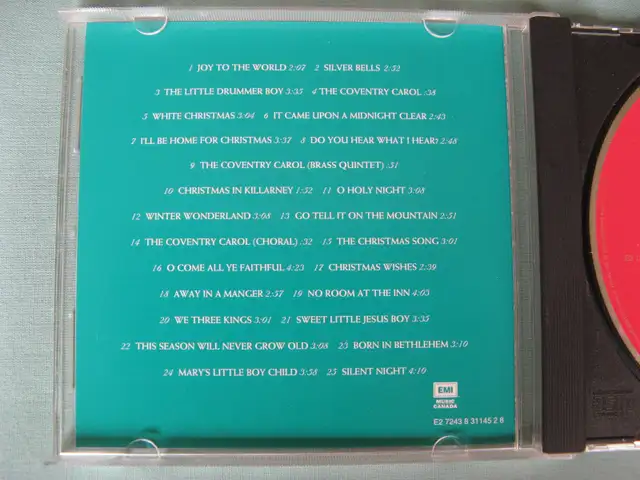 1 JOY TO THE WORLD 2:07 2 SILVER BELLS 2:52
3 THE LITTLE DRUMMER BOY 3:35 4 THE COVENTRY CAROL :38
5 WHITE CHRISTMAS 3:04 6 IT CAME UPON A MIDNIGHT CLEAR 2:43
7 I'LL BE HOME FOR CHRISTMAS 3:37 8 DO YOU HEAR WHAT I HEAR? 2:48
9 THE COVENTRY CAROL (BRASS QUINTET) :51
10 CHRISTMAS IN KILLARNEY 1:52 11 O HOLY NIGHT 3:08
12 WINTER WONDERLAND 3:08 13 GO TELL IT ON THE MOUNTAIN 2:51
14 THE COVENTRY CAROL (CHORAL) :32 15 THE CHRISTMAS SONG 3:01
16 O COME ALL YE FAITHFUL 4:23 17 CHRISTMAS WISHES 2:39
18 AWAY IN A MANGER 2:57 19 NO ROOM AT THE INN 4:03
20 WE THREE KINGS 3:01 21 SWEET LITTLE JESUS BOY 3:35
22 THIS SEASON WILL NEVER GROW OLD 3:08 23 BORN IN BETHLEHEM 3:10
24 MARY'S LITTLE BOY CHILD 3:58 25 SILENT NIGHT 4:10
EMI
MUSIC
CANADA
E2 7243 8 31145 2 8